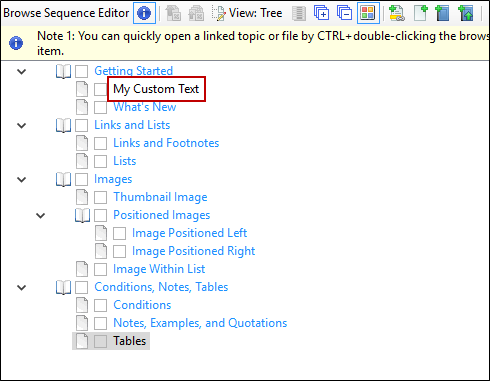 Browse Sequence Editor View: Tree
Note 1: You can quickly open a linked topic or file by CTRL+double-clicking the brows
item.
Getting Started
My Custom Text
What's New
Links and Lists
Links and Footnotes
Lists
Images
Thumbnail Image
Positioned Images
Image Positioned Left
Image Positioned Right
Image Within List
Conditions, Notes, Tables
Conditions
Notes, Examples, and Quotations
Tables